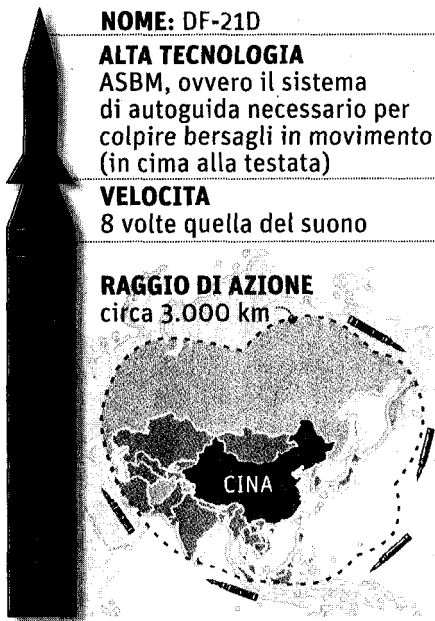 NOME: DF-21D
ALTA TECNOLOGIA
ASBM, ovvero il sistema
di autoguida necessario per
colpire bersagli in movimento
(in cima alla testata)
VELOCITA
8 volte quella del suono
RAGGIO DI AZIONE
circa 3.000 km
CINA